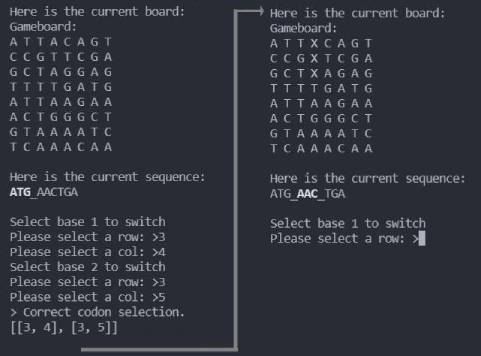 Here is the current board:
Gameboard:
A T T A C A G T
C C G T T C G A
G C T A G G A G
T T T T G A T G
A T T A A G A A
A C T G G G C T
G T A A A A T C
T C A A A C A A
Here is the current sequence:
ATG_AACTGA
Select base 1 to switch
Please select a row: >3
Please select a col: >4
Select base 2 to switch
Please select a row: >3
Please select a col: >5
> Correct codon selection.
[[3, 4], [3, 5]]
Here is the current board:
Gameboard:
A T T X C A G T
C C G X T C G A
G C T X A G A G
T T T T G A T G
A T T A A G A A
A C T G G G C T
G T A A A A T C
T C A A A C A A
Here is the current sequence:
ATG_AAC_TGA
Select base 1 to switch
Please select a row: >